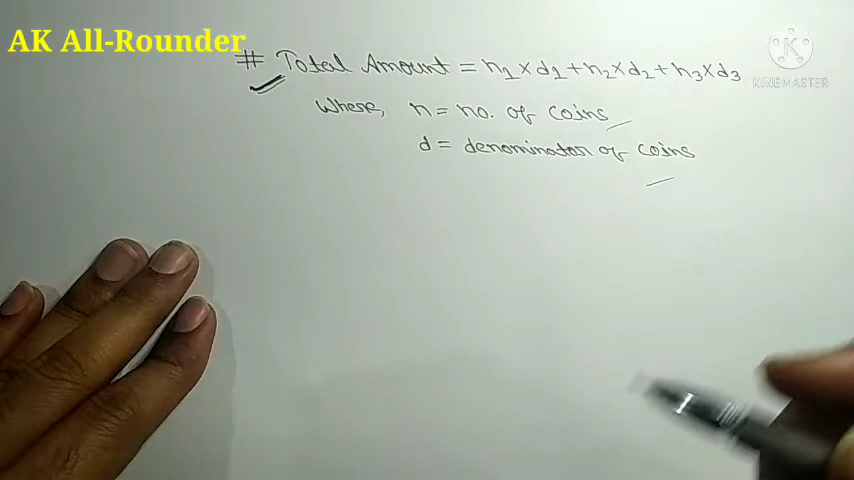 AK All-Rounder
# Total Amount = n₁ × d₁ + n₂ × d₂ + n₃ × d₃
Where, n = no. of coins
d = denominator of coins
KINEMASTER